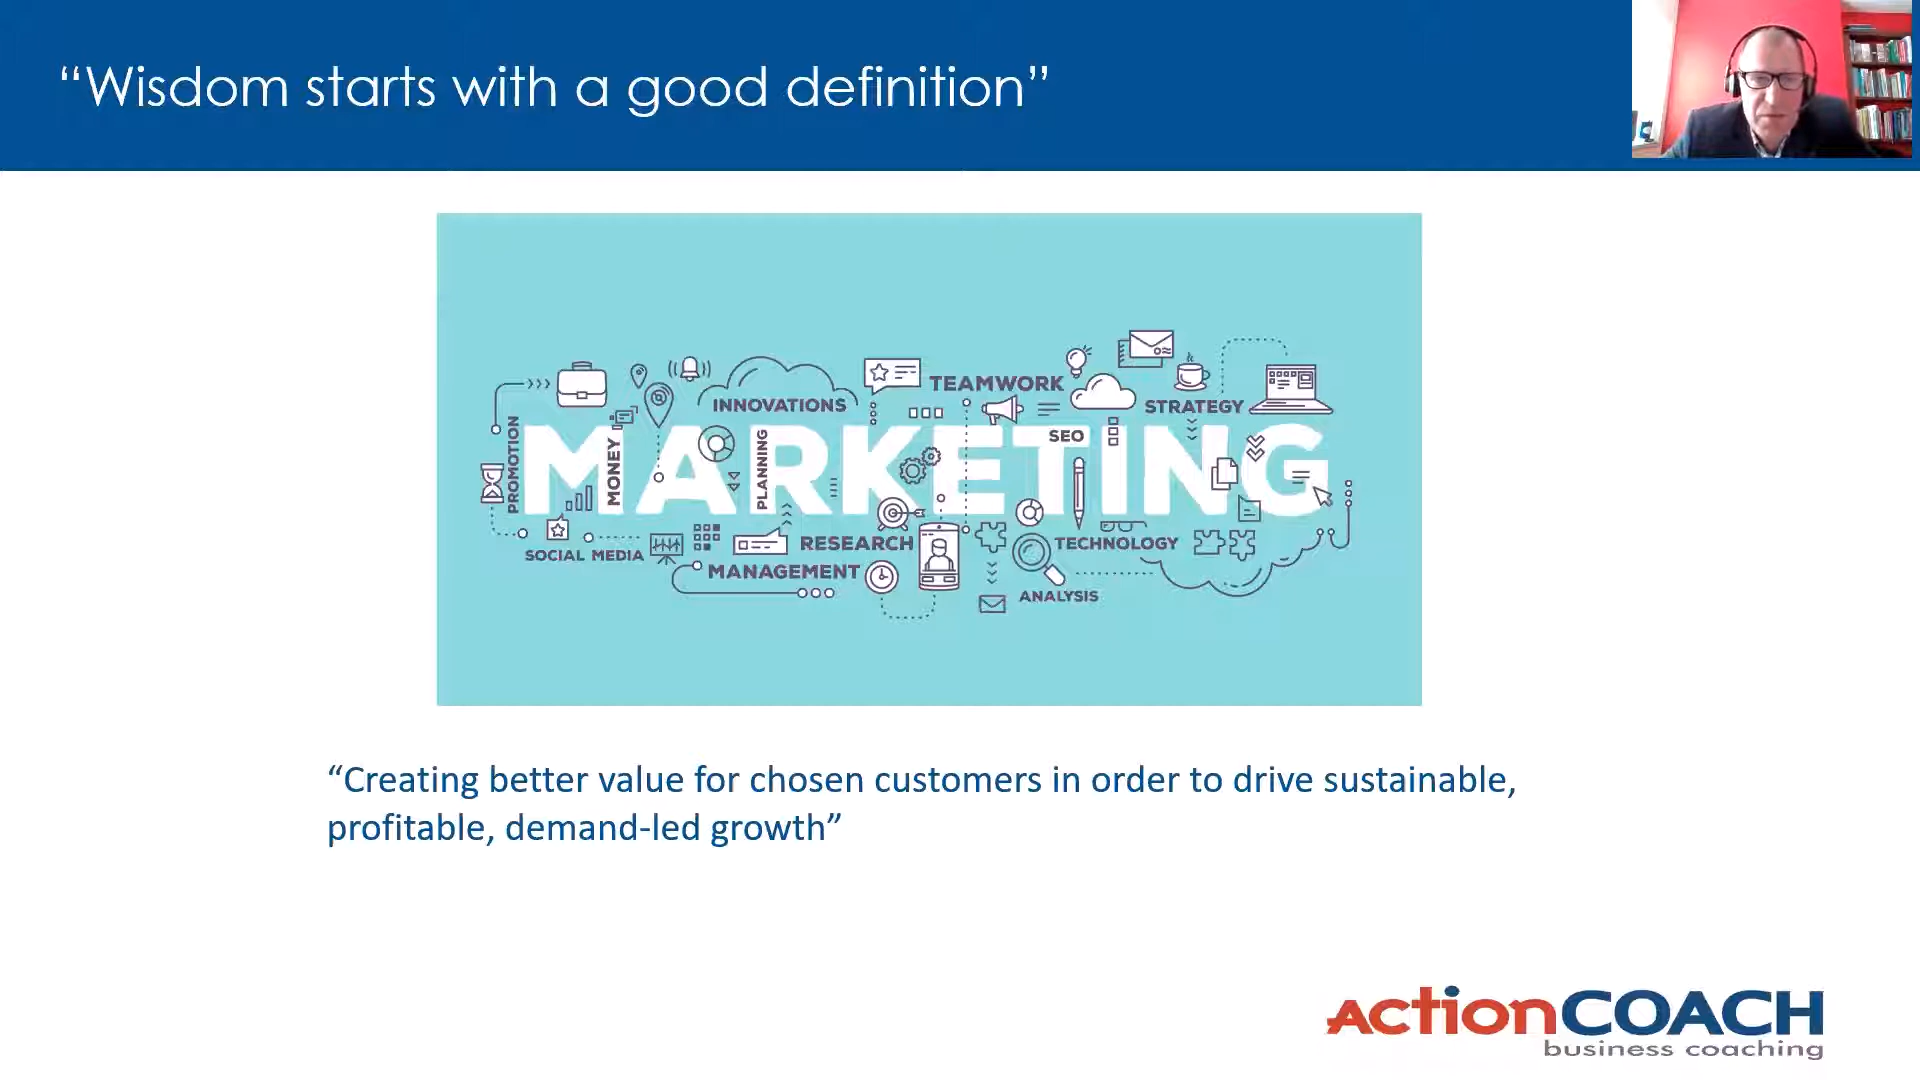 “Wisdom starts with a good definition”
TEAMWORK
INNOVATIONS
STRATEGY
PROMOTION
MONEY
PLANNING
SEO
MARKETING
SOCIAL MEDIA
RESEARCH
TECHNOLOGY
MANAGEMENT
ANALYSIS
“Creating better value for chosen customers in order to drive sustainable,
profitable, demand-led growth”
actionCOACH
business coaching